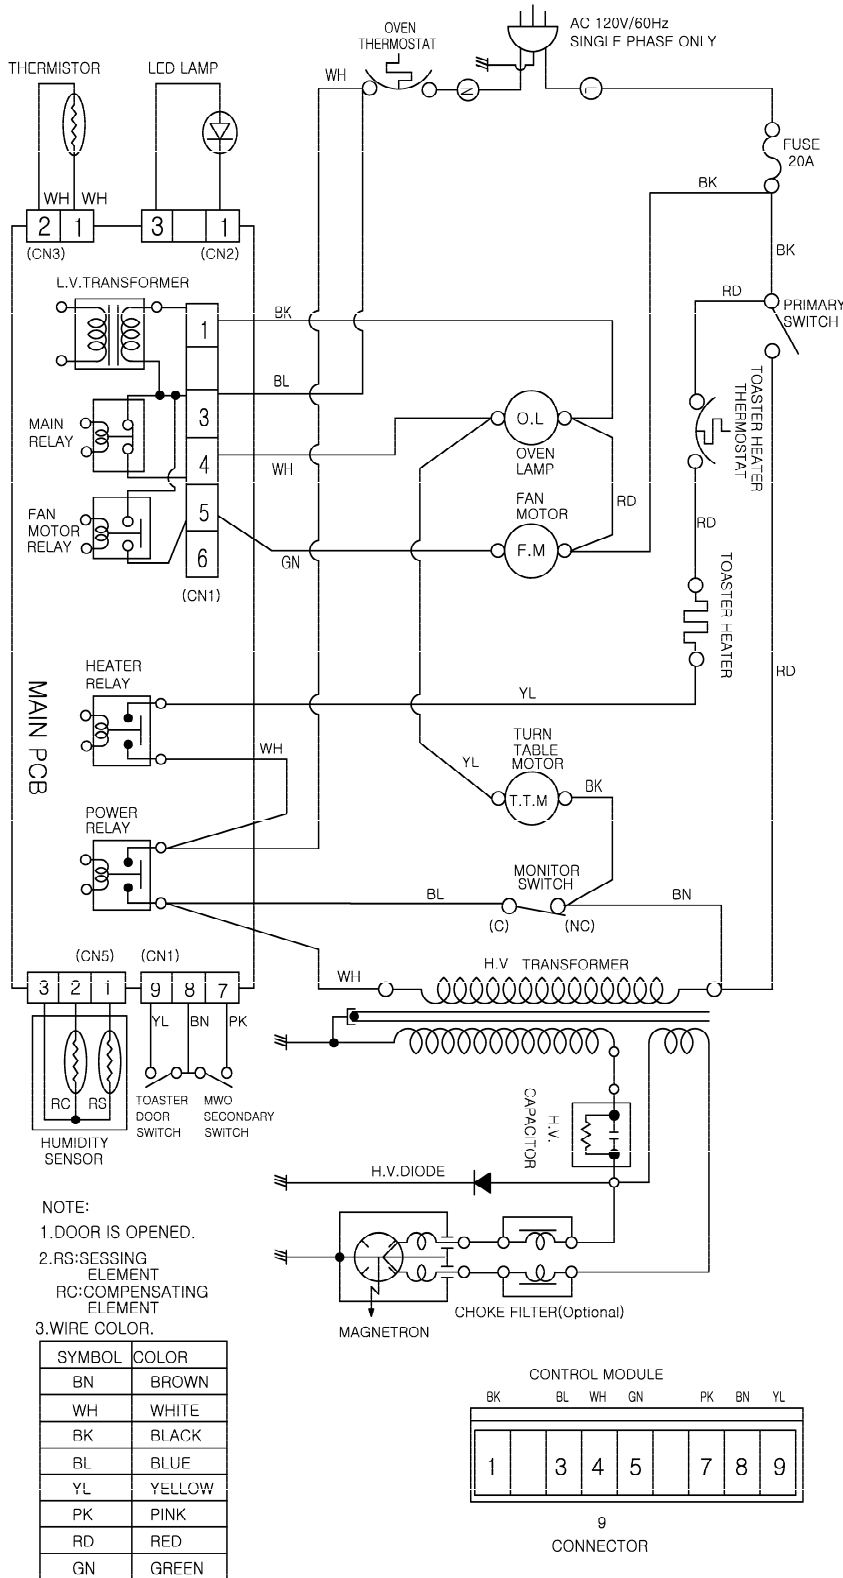 AC 120V/60Hz
SINGLE PHASE ONLY
OVEN
THERMOSTAT
THERMISTOR
LED LAMP
WH
N
L
FUSE
20A
BK
WH WH
2 1
3 1
(CN3)
(CN2)
BK
L.V.TRANSFORMER
RD
PRIMARY
SWITCH
BK
1
BL
3
MAIN
RELAY
O.L
OVEN
LAMP
4
WH
TOASTER HEATER
THERMOSTAT
FAN
MOTOR
RELAY
5
FAN
MOTOR
RD
RD
F.M
6
GN
(CN1)
TOASTER HEATER
HEATER
RELAY
YL
RD
MAIN PCB
WH
TURN
TABLE
MOTOR
YL
BK
T.T.M
POWER
RELAY
MONITOR
SWITCH
BL
BN
(C)
(NC)
(CN5)
(CN1)
H.V TRANSFORMER
WH
3 2 1
9 8 7
YL BN PK
RC RS
TOASTER
DOOR
SWITCH
MWO
SECONDARY
SWITCH
HUMIDITY
SENSOR
H.V.
CAPACITOR
H.V.DIODE
NOTE:
1.DOOR IS OPENED.
2.RS:SESSING
ELEMENT
RC:COMPENSATING
ELEMENT
3.WIRE COLOR.
CHOKE FILTER(Optional)
MAGNETRON
SYMBOL COLOR
BN BROWN
WH WHITE
BK BLACK
BL BLUE
YL YELLOW
PK PINK
RD RED
GN GREEN
CONTROL MODULE
BK BL WH GN PK BN YL
1 3 4 5 7 8 9
9
CONNECTOR